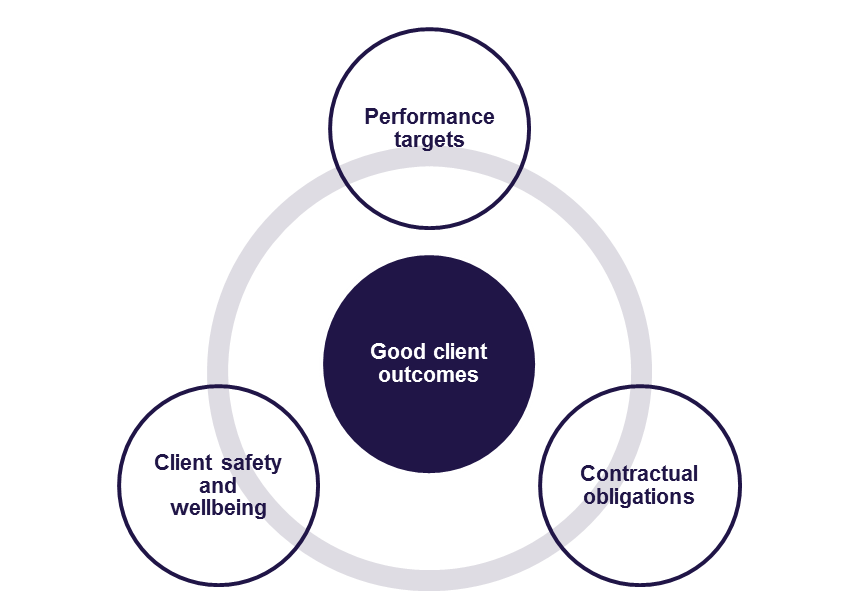 Performance
targets
Good client
outcomes
Client safety
and
wellbeing
Contractual
obligations